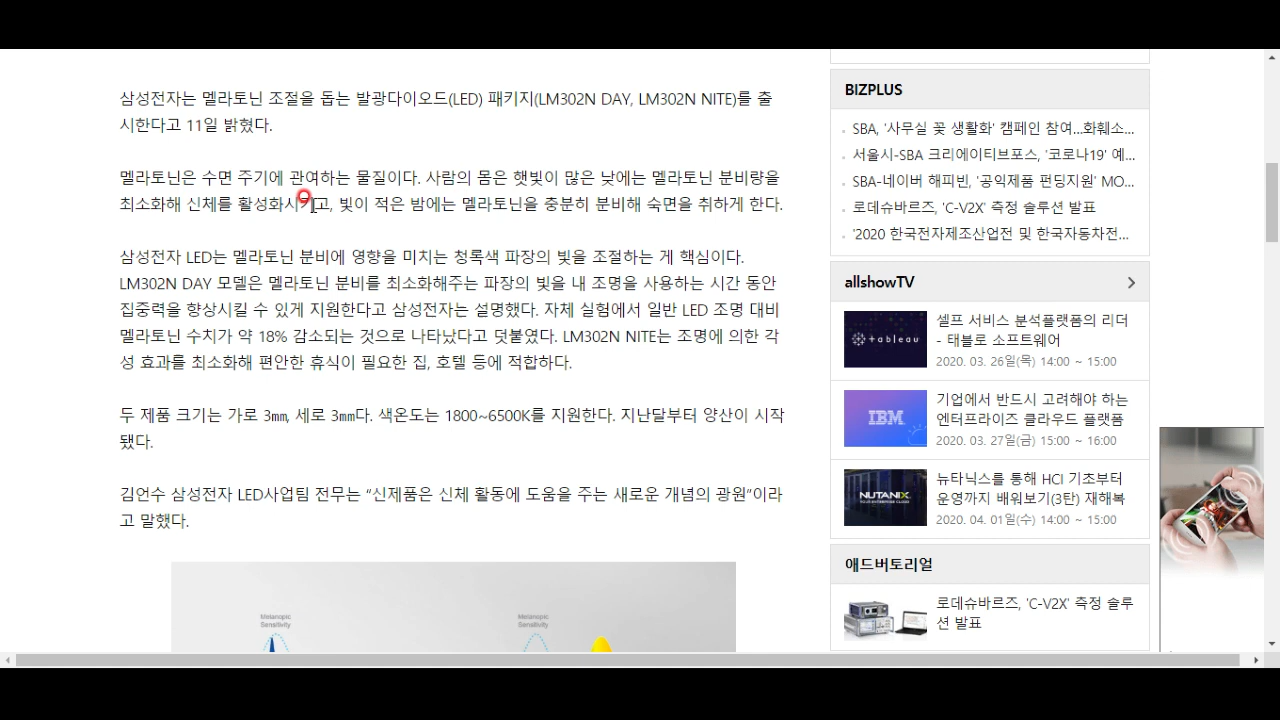 삼성전자는 멜라토닌 조절을 돕는 발광다이오드(LED) 패키지(LM302N DAY, LM302N NITE)를 출
시한다고 11일 밝혔다.
멜라토닌은 수면 주기에 관여하는 물질이다. 사람의 몸은 햇빛이 많은 낮에는 멜라토닌 분비량을
최소화해 신체를 활성화시키고, 빛이 적은 밤에는 멜라토닌을 충분히 분비해 숙면을 취하게 한다.
삼성전자 LED는 멜라토닌 분비에 영향을 미치는 청록색 파장의 빛을 조절하는 게 핵심이다.
LM302N DAY 모델은 멜라토닌 분비를 최소화해주는 파장의 빛을 내 조명을 사용하는 시간 동안
집중력을 향상시킬 수 있게 지원한다고 삼성전자는 설명했다. 자체 실험에서 일반 LED 조명 대비
멜라토닌 수치가 약 18% 감소되는 것으로 나타났다고 덧붙였다. LM302N NITE는 조명에 의한 각
성 효과를 최소화해 편안한 휴식이 필요한 집, 호텔 등에 적합하다.
두 제품 크기는 가로 3㎜, 세로 3㎜다. 색온도는 1800~6500K를 지원한다. 지난달부터 양산이 시작
됐다.
김언수 삼성전자 LED사업팀 전무는 “신제품은 신체 활동에 도움을 주는 새로운 개념의 광원”이라
고 말했다.
Melanopic
Sensitivity
Melanopic
Sensitivity
BIZPLUS
SBA, '사무실 꽃 생활화' 캠페인 참여...화훼소...
서울시-SBA 크리에이티브포스, '코로나19' 예...
SBA-네이버 해피빈, '공익제품 펀딩지원' MO...
로데슈바르즈, 'C-V2X' 측정 솔루션 발표
'2020 한국전자제조산업전 및 한국자동차전...
allshowTV
+ableau
셀프 서비스 분석플랫폼의 리더
- 태블로 소프트웨어
2020. 03. 26일(목) 14:00 ~ 15:00
IBM
기업에서 반드시 고려해야 하는
엔터프라이즈 클라우드 플랫폼
2020. 03. 27일(금) 15:00 ~ 16:00
NUTANIX
뉴타닉스를 통해 HCI 기초부터
운영까지 배워보기(3탄) 재해복
2020. 04. 01일(수) 14:00 ~ 15:00
애드버토리얼
로데슈바르즈, 'C-V2X' 측정 솔루
션 발표